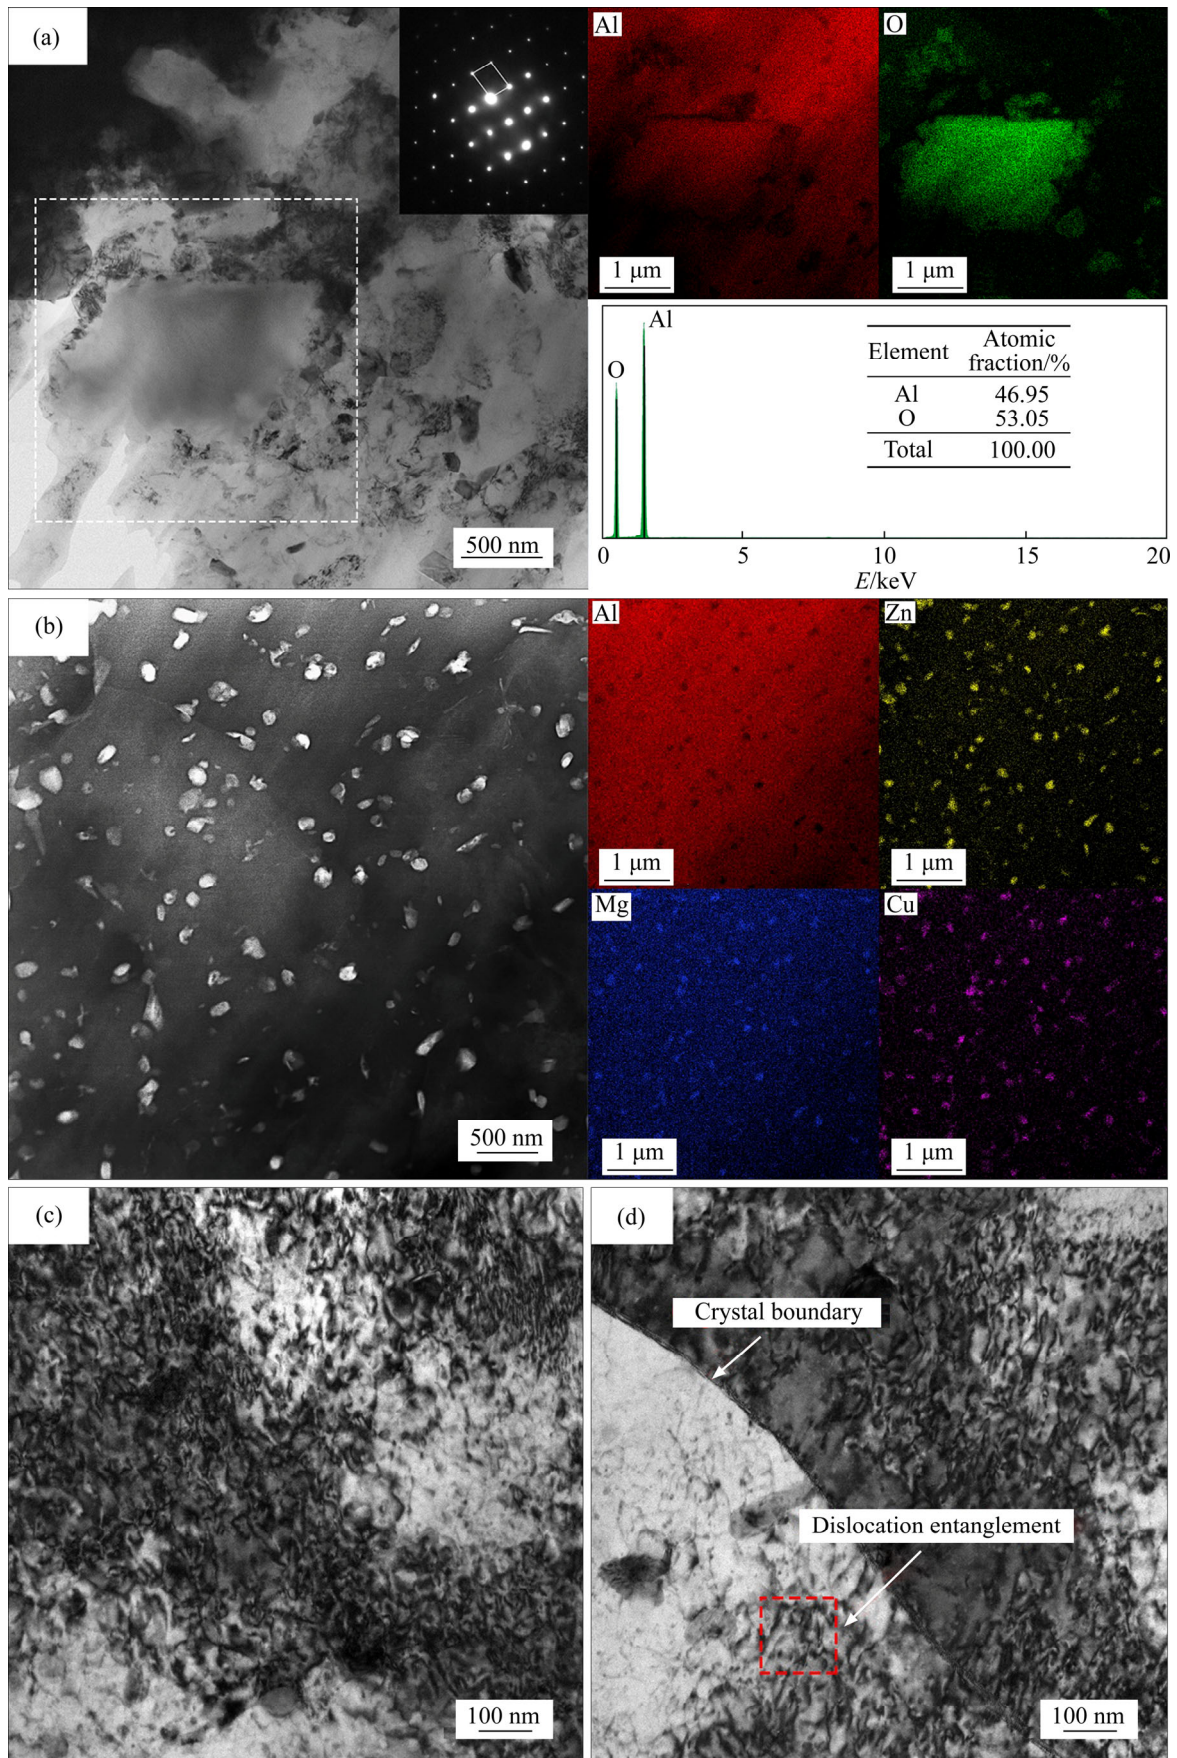 (a)
Al
O
1 μm
1 μm
500 nm
O
Al
Element
Atomic
fraction/%
Al
46.95
O
53.05
Total
100.00
0
5
10
15
20
E/keV
(b)
Al
Zn
1 μm
1 μm
Mg
Cu
500 nm
1 μm
1 μm
(c)
100 nm
(d)
Crystal boundary
Dislocation entanglement
100 nm